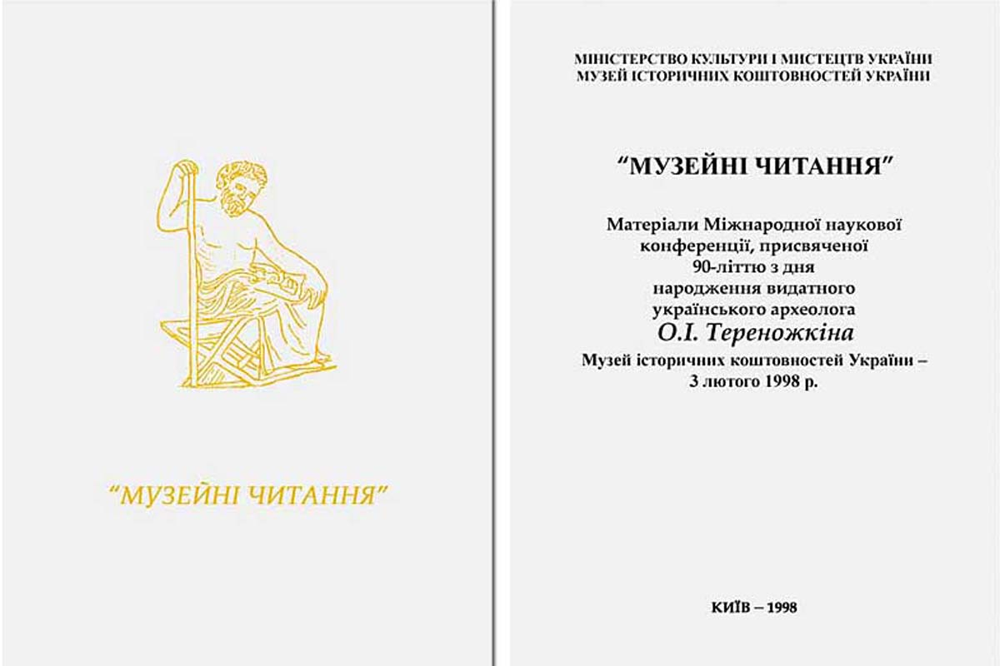 “МУЗЕЙНІ ЧИТАННЯ”
МІНІСТЕРСТВО КУЛЬТУРИ І МИСТЕЦТВ УКРАЇНИ
МУЗЕЙ ІСТОРИЧНИХ КОШТОВНОСТЕЙ УКРАЇНИ
“МУЗЕЙНІ ЧИТАННЯ”
Матеріали Міжнародної наукової
конференції, присвяченої
90-літтю з дня
народження видатного
українського археолога
О.І. Тереножкіна
Музей історичних коштовностей України –
3 лютого 1998 р.
КИЇВ – 1998